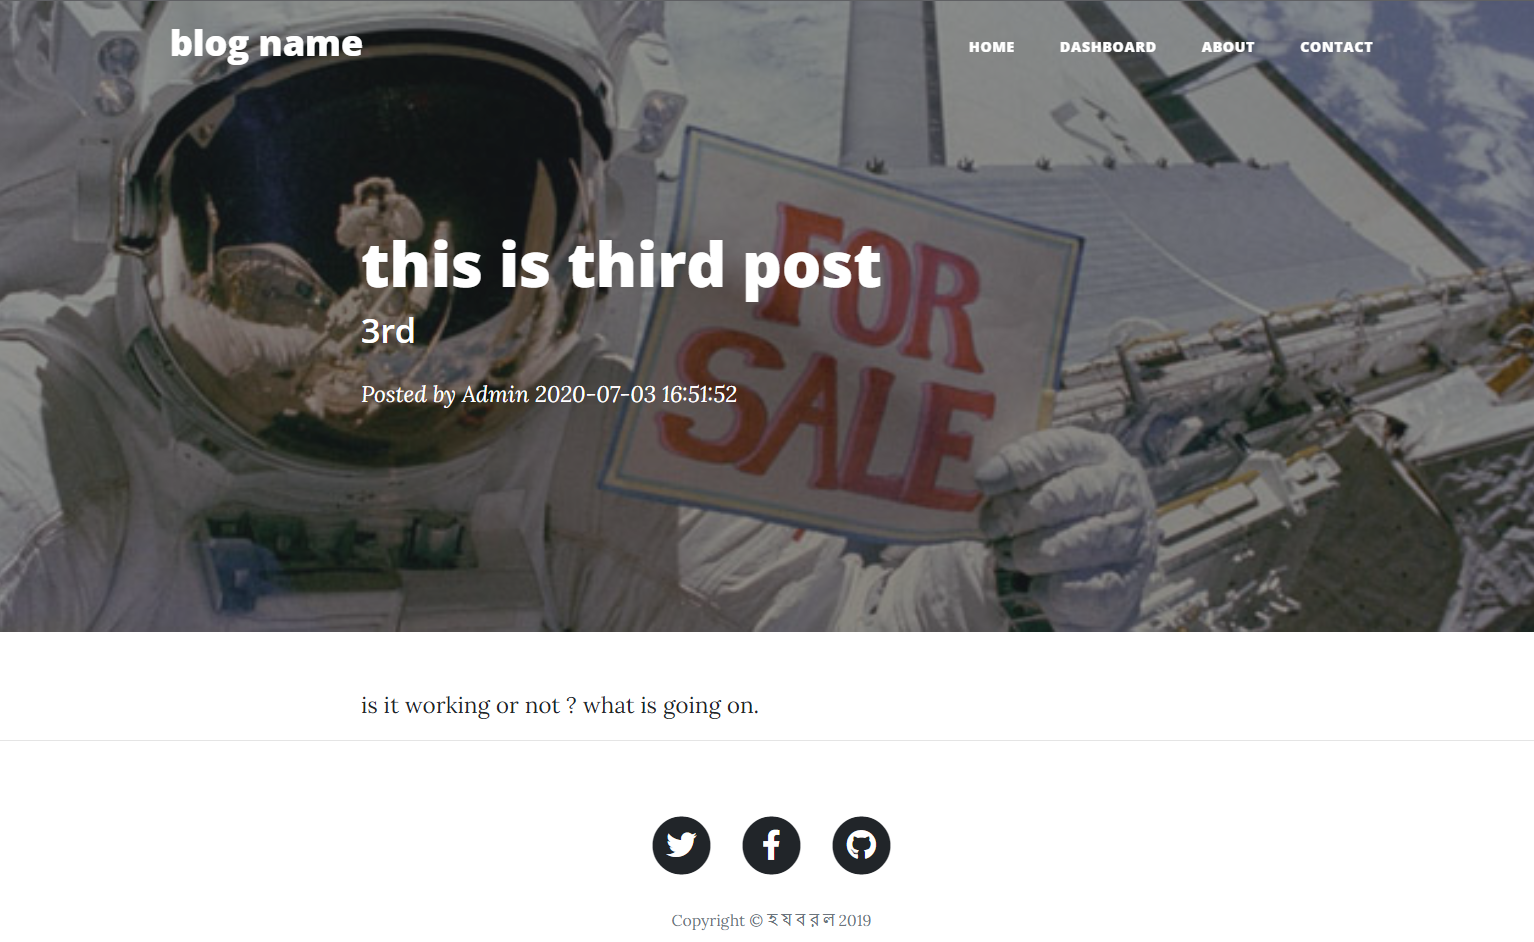 blog name
HOME DASHBOARD ABOUT CONTACT
FOR
SALE
this is third post
3rd
Posted by Admin 2020-07-03 16:51:52
is it working or not ? what is going on.
Copyright © হ য ব র ল 2019